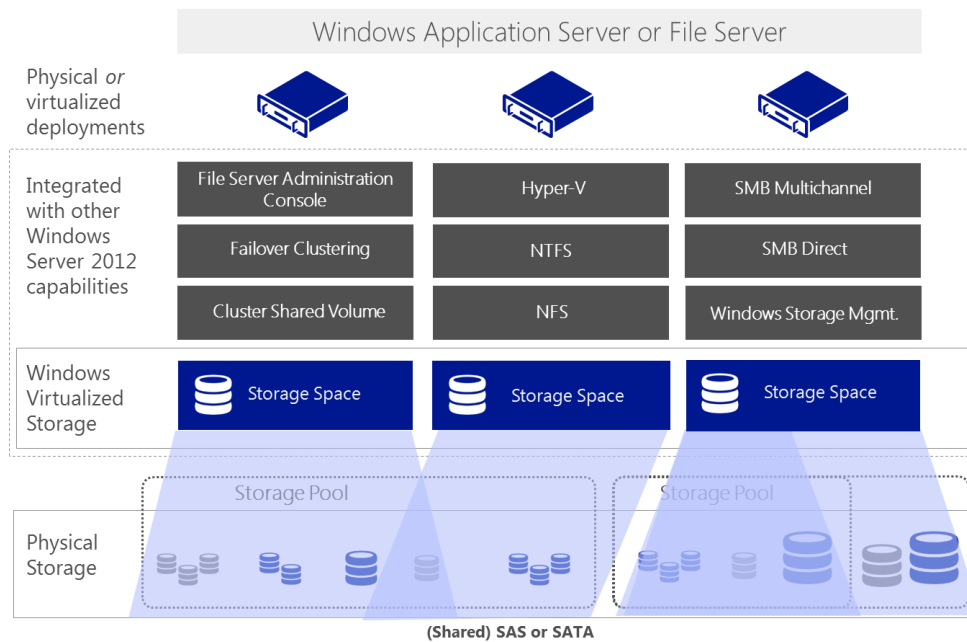 Windows Application Server or File Server
Physical or
virtualized
deployments
Integrated
with other
Windows
Server 2012
capabilities
File Server Administration
Console
Hyper-V
SMB Multichannel
Failover Clustering
NTFS
SMB Direct
Cluster Shared Volume
NFS
Windows Storage Mgmt.
Windows
Virtualized
Storage
Storage Space
Storage Space
Storage Space
Storage Pool
Storage Pool
Physical
Storage
(Shared) SAS or SATA